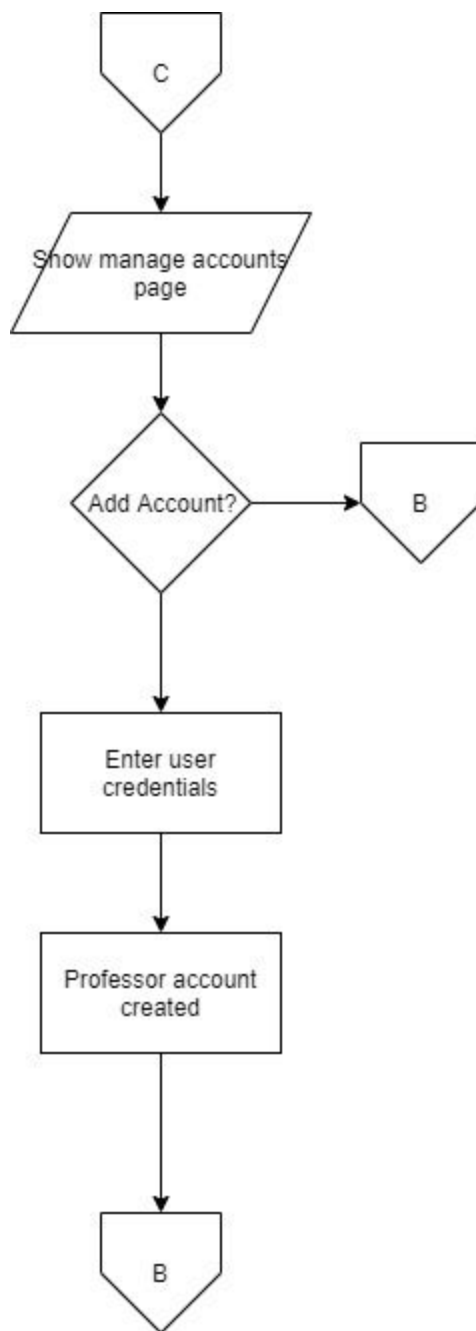 C
Show manage accounts
page
Add Account?
B
Enter user
credentials
Professor account
created
B